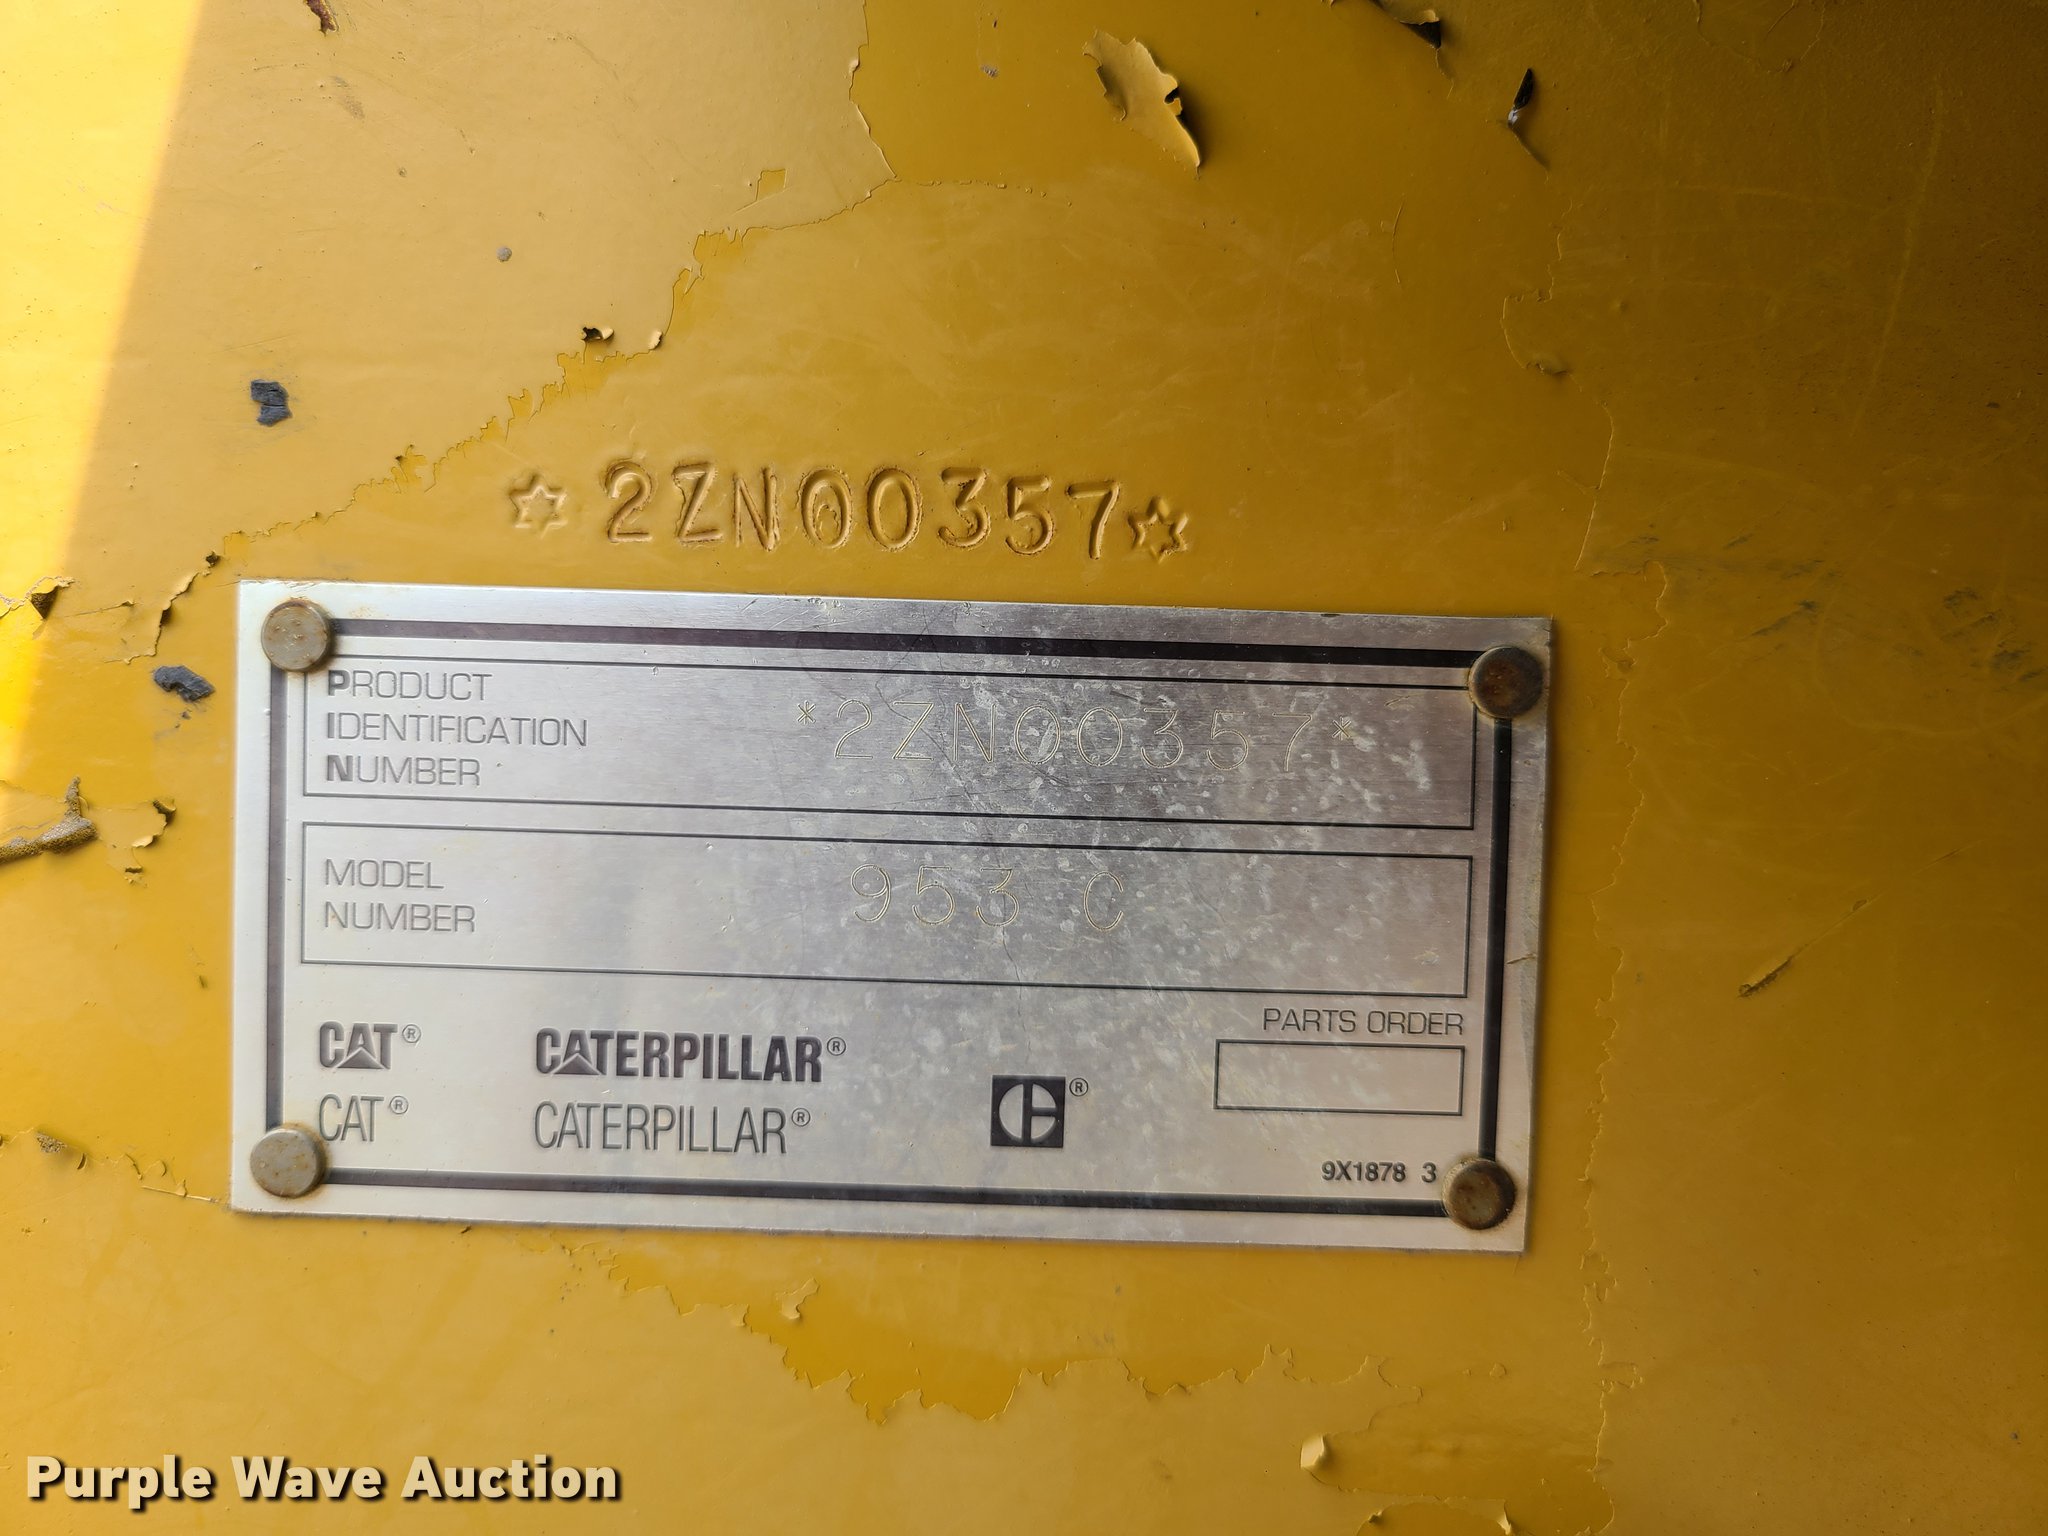 ☆2ZN00357☆
PRODUCT
IDENTIFICATION
NUMBER
*2ZN00357*
MODEL
NUMBER
953 C
CAT® CATERPILLAR®
CAT® CATERPILLAR®
®
PARTS ORDER
9X1878 3
Purple Wave Auction